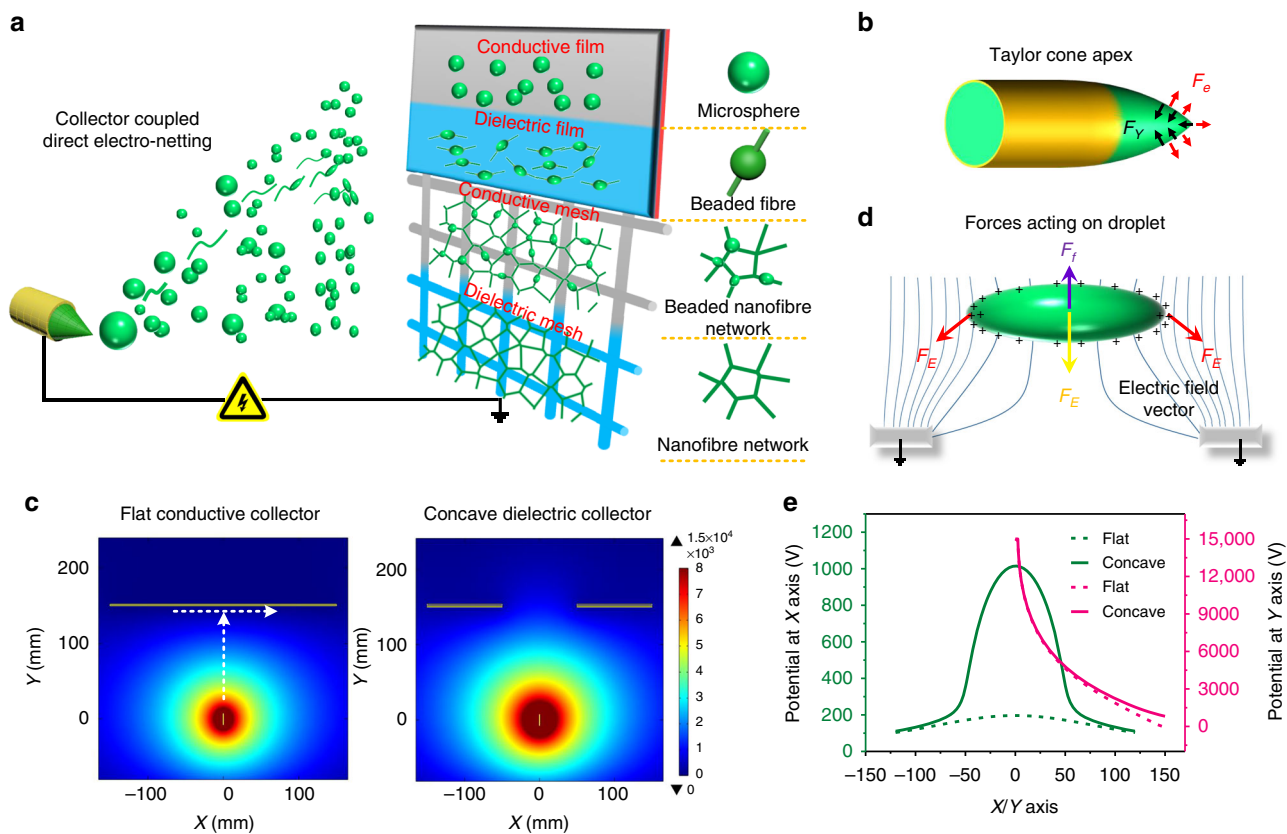 a
Collector coupled
direct electro-netting
Conductive film
Dielectric film
Conductive mesh
Dielectric mesh
Microsphere
Beaded fibre
Beaded nanofibre
network
Nanofibre network
b
Taylor cone apex
Fe
FY
d
Forces acting on droplet
Ff
FE
FE
FE
Electric field
vector
c
Flat conductive collector
Y (mm)
200
100
0
−100
0
100
X (mm)
Concave dielectric collector
Y (mm)
200
100
0
−100
0
100
X (mm)
1.5×10⁴
×10³
8
7
6
5
4
3
2
1
0
0
e
Potential at X axis (V)
1200
1000
800
600
400
200
0
Flat
Concave
Flat
Concave
15,000
12,000
9000
6000
3000
0
Potential at Y axis (V)
−150
−100
−50
0
50
100
150
X/Y axis